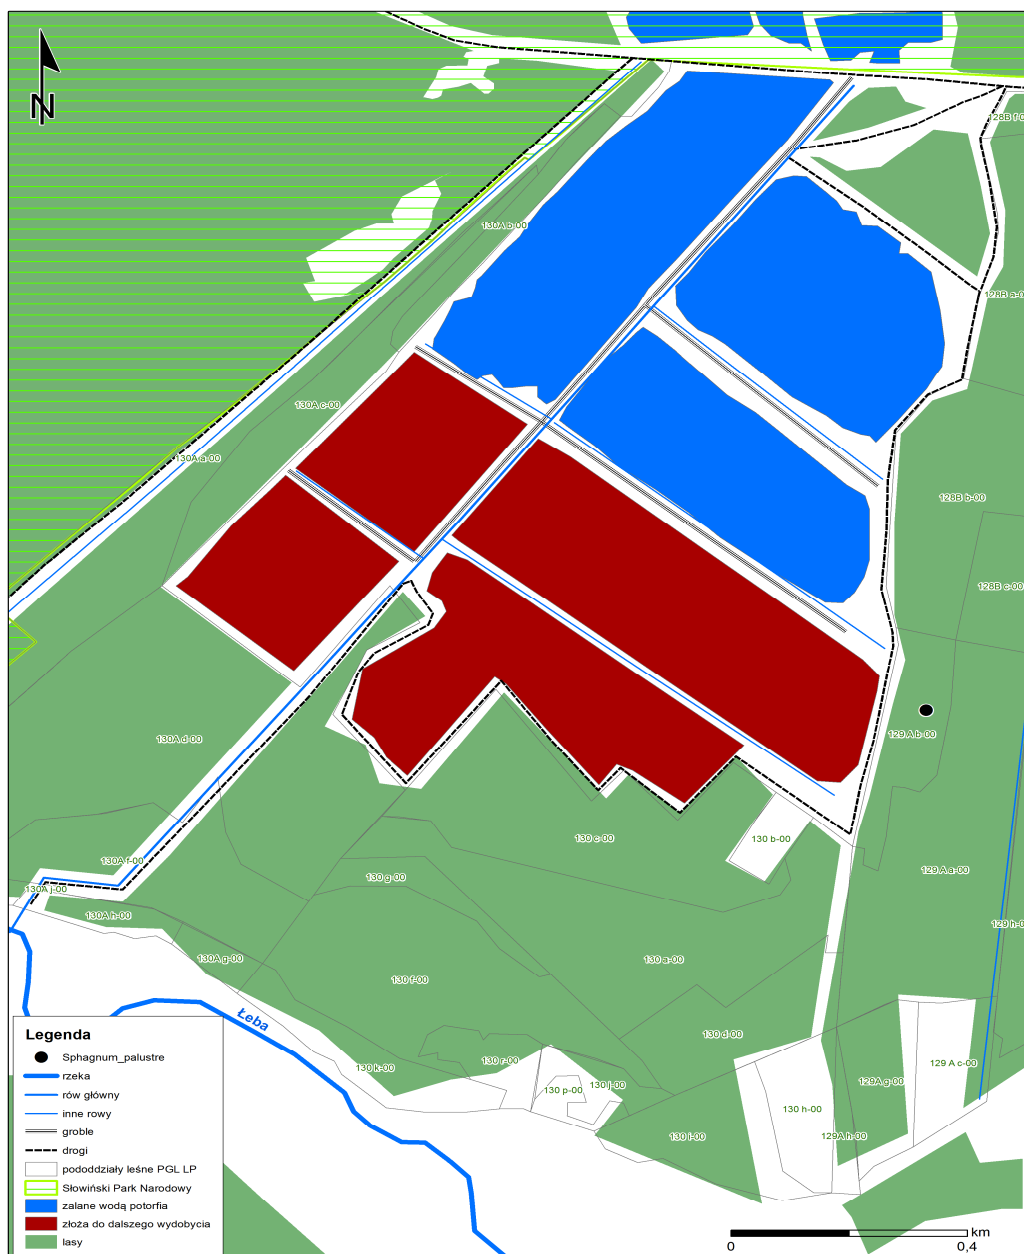 N
128B f-0
130A b-00
128B a-0
130A c-00
130A a-00
128B b-00
128B c-00
129 A b-00
130A d-00
130 c-00
130 b-00
130A f-00
129 A a-00
130 g-00
130A j-00
130A h-00
129 h-0
130A g-00
130 a-00
130 f-00
Łeba
130 d-00
130 r-00
129 A c-00
130 k-00
129A g-00
130 j-00
130 p-00
130 h-00
130 i-00
129A h-00
Legenda
Sphagnum_palustre
rzeka
rów główny
inne rowy
groble
drogi
pododdziały leśne PGL LP
Słowiński Park Narodowy
zalane wodą potorfia
złoża do dalszego wydobycia
lasy
km
0 0,4